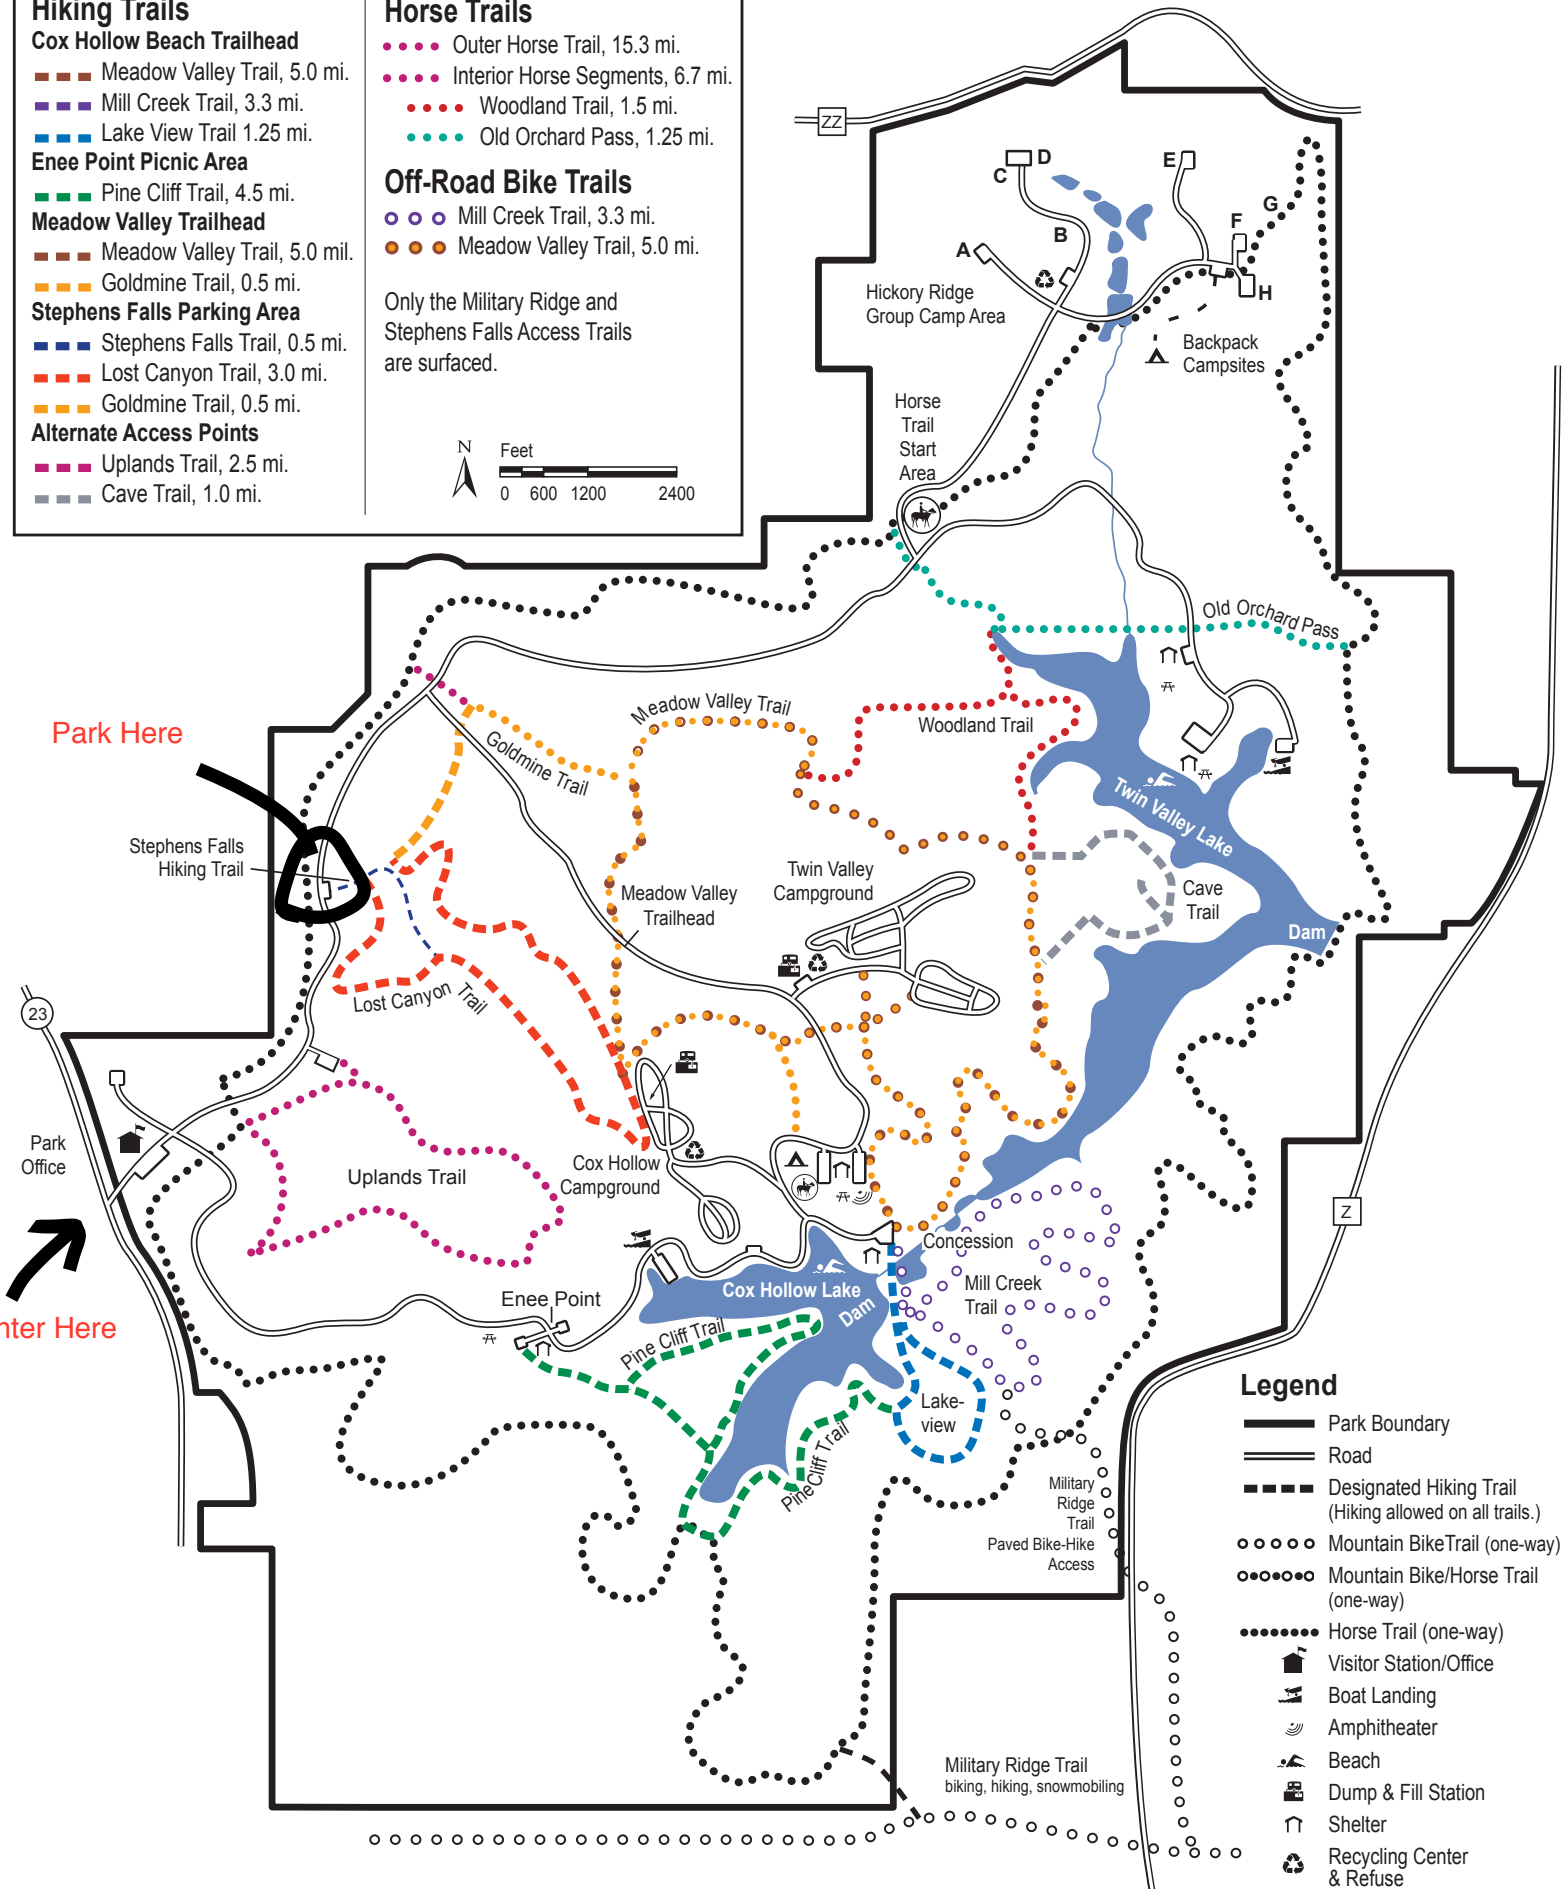 Hiking Trails
Cox Hollow Beach Trailhead
Meadow Valley Trail, 5.0 mi.
Mill Creek Trail, 3.3 mi.
Lake View Trail 1.25 mi.
Enee Point Picnic Area
Pine Cliff Trail, 4.5 mi.
Meadow Valley Trailhead
Meadow Valley Trail, 5.0 mil.
Goldmine Trail, 0.5 mi.
Stephens Falls Parking Area
Stephens Falls Trail, 0.5 mi.
Lost Canyon Trail, 3.0 mi.
Goldmine Trail, 0.5 mi.
Alternate Access Points
Uplands Trail, 2.5 mi.
Cave Trail, 1.0 mi.
Horse Trails
Outer Horse Trail, 15.3 mi.
Interior Horse Segments, 6.7 mi.
Woodland Trail, 1.5 mi.
Old Orchard Pass, 1.25 mi.
Off-Road Bike Trails
Mill Creek Trail, 3.3 mi.
Meadow Valley Trail, 5.0 mi.
Only the Military Ridge and
Stephens Falls Access Trails
are surfaced.
N
Feet
0 600 1200 2400
ZZ
D
C
E
G
F
B
A
H
Hickory Ridge
Group Camp Area
Backpack
Campsites
Horse
Trail
Start
Area
Old Orchard Pass
Park Here
Meadow Valley Trail
Woodland Trail
Goldmine Trail
Twin Valley Lake
Stephens Falls
Hiking Trail
Twin Valley
Campground
Meadow Valley
Trailhead
Cave
Trail
Dam
Lost Canyon
Trail
23
Park
Office
Uplands Trail
Cox Hollow
Campground
Z
Concession
Mill Creek
Trail
Cox Hollow Lake
Dam
Enee Point
nter Here
Pine Cliff Trail
Lake-
view
Pine Cliff Trail
Military
Ridge
Trail
Paved Bike-Hike
Access
Military Ridge Trail
biking, hiking, snowmobiling
Legend
Park Boundary
Road
Designated Hiking Trail
(Hiking allowed on all trails.)
Mountain BikeTrail (one-way)
Mountain Bike/Horse Trail
(one-way)
Horse Trail (one-way)
Visitor Station/Office
Boat Landing
Amphitheater
Beach
Dump & Fill Station
Shelter
Recycling Center
& Refuse